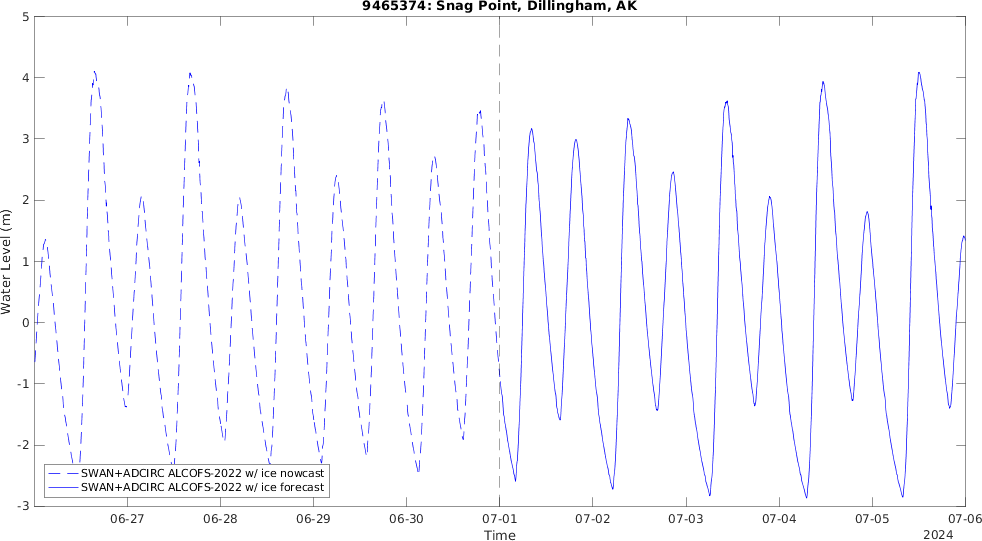 9465374: Snag Point, Dillingham, AK
5
4
3
2
1
0
-1
-2
-3
Water Level (m)
SWAN+ADCIRC ALCOFS-2022 w/ ice nowcast
SWAN+ADCIRC ALCOFS-2022 w/ ice forecast
06-27 06-28 06-29 06-30 07-01 07-02 07-03 07-04 07-05 07-06
Time
2024